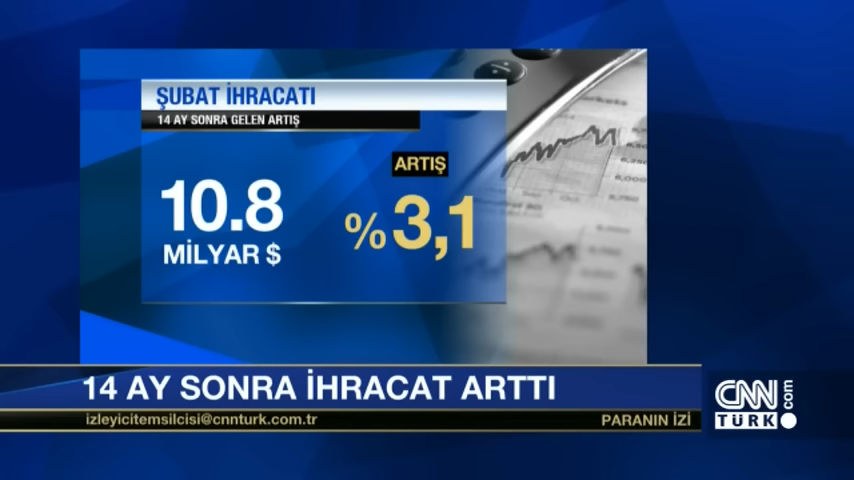 ŞUBAT İHRACATI
14 AY SONRA GELEN ARTIŞ
ARTIŞ
10.8
%3,1
MİLYAR $
14 AY SONRA İHRACAT ARTTI
izleyicitemsilcisi@cnnturk.com.tr
PARANIN İZİ
CNN
TÜRK
.com